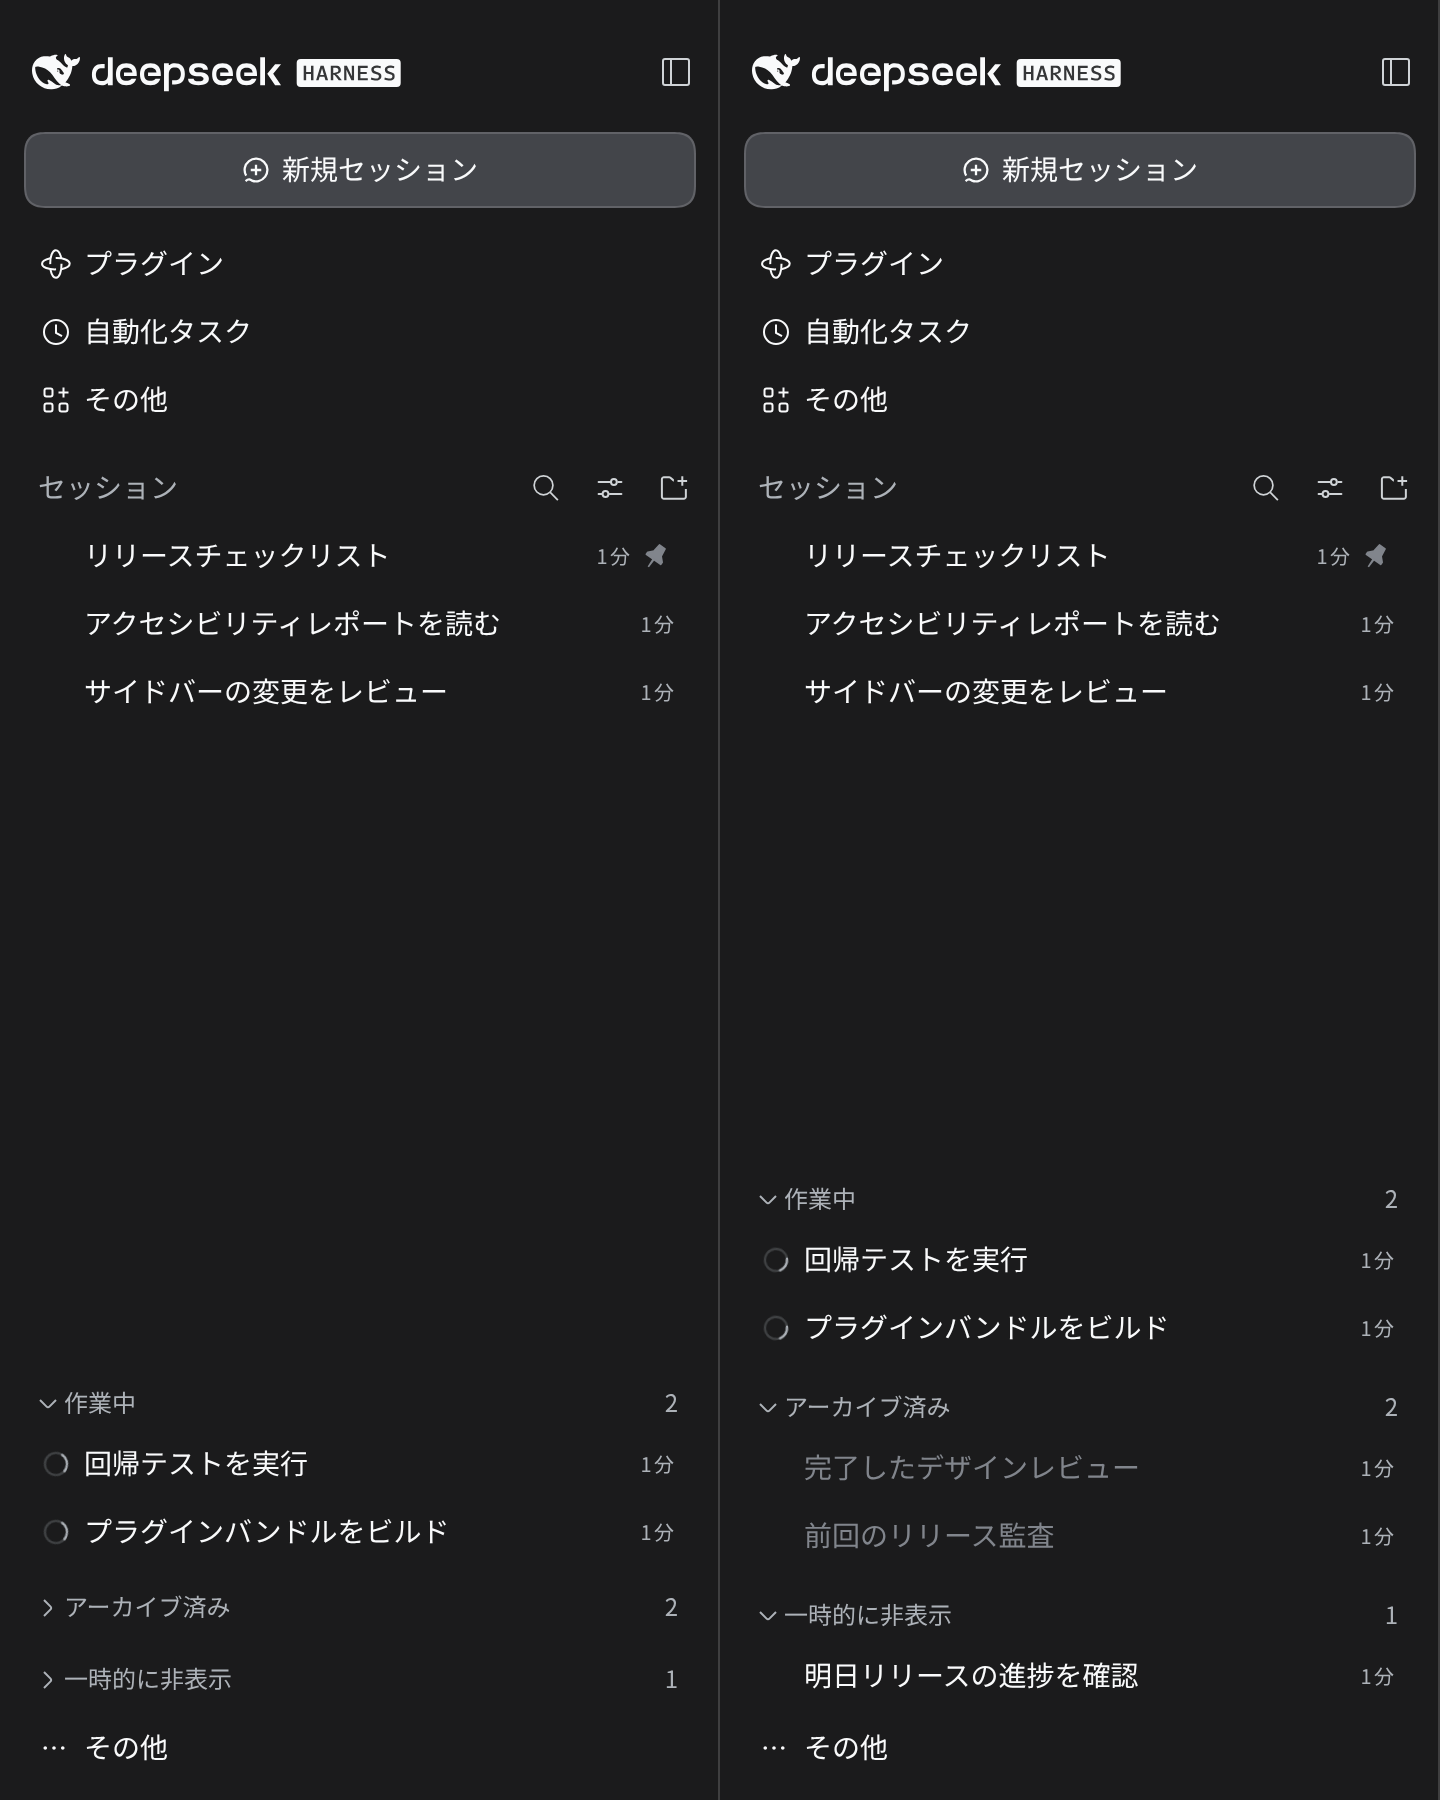 deepseek HARNESS
新規セッション
プラグイン
自動化タスク
その他
セッション
リリースチェックリスト 1分
アクセシビリティレポートを読む 1分
サイドバーの変更をレビュー 1分
作業中 2
回帰テストを実行 1分
プラグインバンドルをビルド 1分
アーカイブ済み 2
一時的に非表示 1
その他
deepseek HARNESS
新規セッション
プラグイン
自動化タスク
その他
セッション
リリースチェックリスト 1分
アクセシビリティレポートを読む 1分
サイドバーの変更をレビュー 1分
作業中 2
回帰テストを実行 1分
プラグインバンドルをビルド 1分
アーカイブ済み 2
完了したデザインレビュー 1分
前回のリリース監査 1分
一時的に非表示 1
明日リリースの進捗を確認 1分
その他